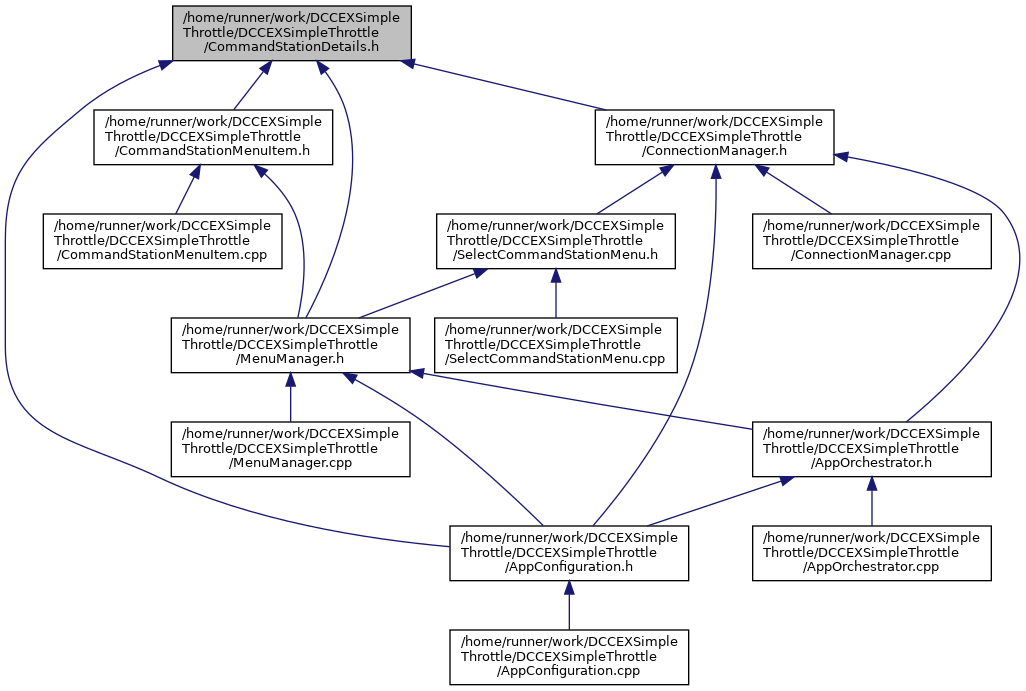 /home/runner/work/DCCEXSimple
Throttle/DCCEXSimpleThrottle
/CommandStationDetails.h
/home/runner/work/DCCEXSimple
Throttle/DCCEXSimpleThrottle
/CommandStationMenuItem.h
/home/runner/work/DCCEXSimple
Throttle/DCCEXSimpleThrottle
/ConnectionManager.h
/home/runner/work/DCCEXSimple
Throttle/DCCEXSimpleThrottle
/CommandStationMenuItem.cpp
/home/runner/work/DCCEXSimple
Throttle/DCCEXSimpleThrottle
/SelectCommandStationMenu.h
/home/runner/work/DCCEXSimple
Throttle/DCCEXSimpleThrottle
/ConnectionManager.cpp
/home/runner/work/DCCEXSimple
Throttle/DCCEXSimpleThrottle
/MenuManager.h
/home/runner/work/DCCEXSimple
Throttle/DCCEXSimpleThrottle
/SelectCommandStationMenu.cpp
/home/runner/work/DCCEXSimple
Throttle/DCCEXSimpleThrottle
/MenuManager.cpp
/home/runner/work/DCCEXSimple
Throttle/DCCEXSimpleThrottle
/AppOrchestrator.h
/home/runner/work/DCCEXSimple
Throttle/DCCEXSimpleThrottle
/AppConfiguration.h
/home/runner/work/DCCEXSimple
Throttle/DCCEXSimpleThrottle
/AppOrchestrator.cpp
/home/runner/work/DCCEXSimple
Throttle/DCCEXSimpleThrottle
/AppConfiguration.cpp